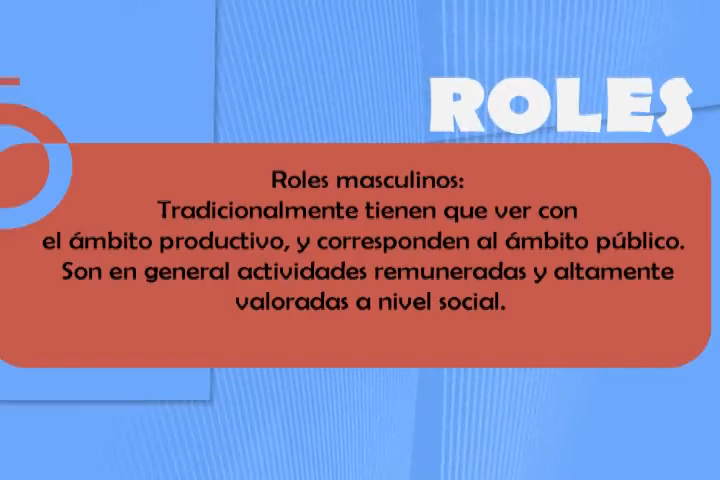 ROLES
Roles masculinos:
Tradicionalmente tienen que ver con
el ámbito productivo, y corresponden al ámbito público.
Son en general actividades remuneradas y altamente
valoradas a nivel social.